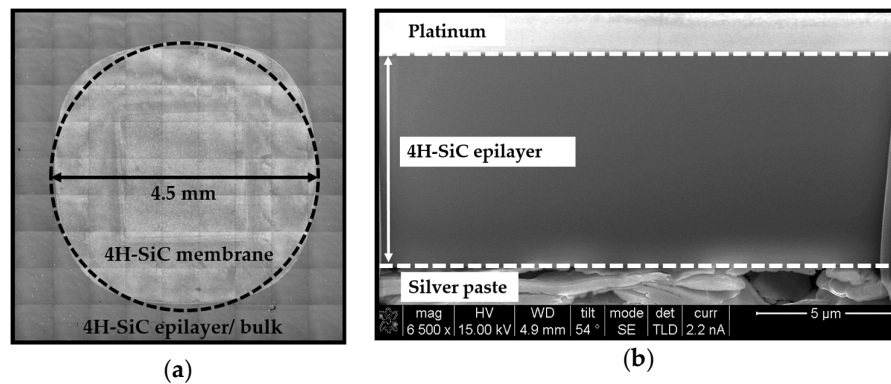 4.5 mm
4H-SiC membrane
4H-SiC epilayer/ bulk
(a)
Platinum
4H-SiC epilayer
Silver paste
mag HV WD tilt mode det curr
6 500 x 15.00 kV 4.9 mm 54 ° SE TLD 2.2 nA
5 µm
(b)